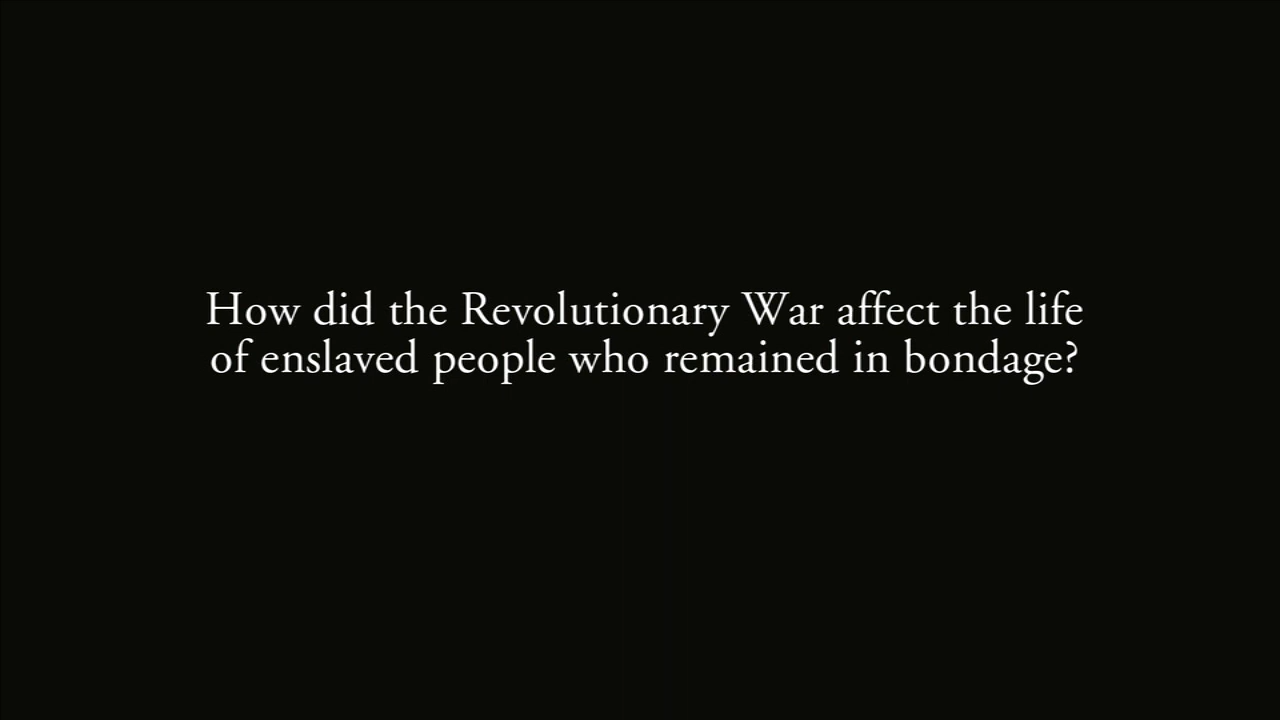 How did the Revolutionary War affect the life
of enslaved people who remained in bondage?